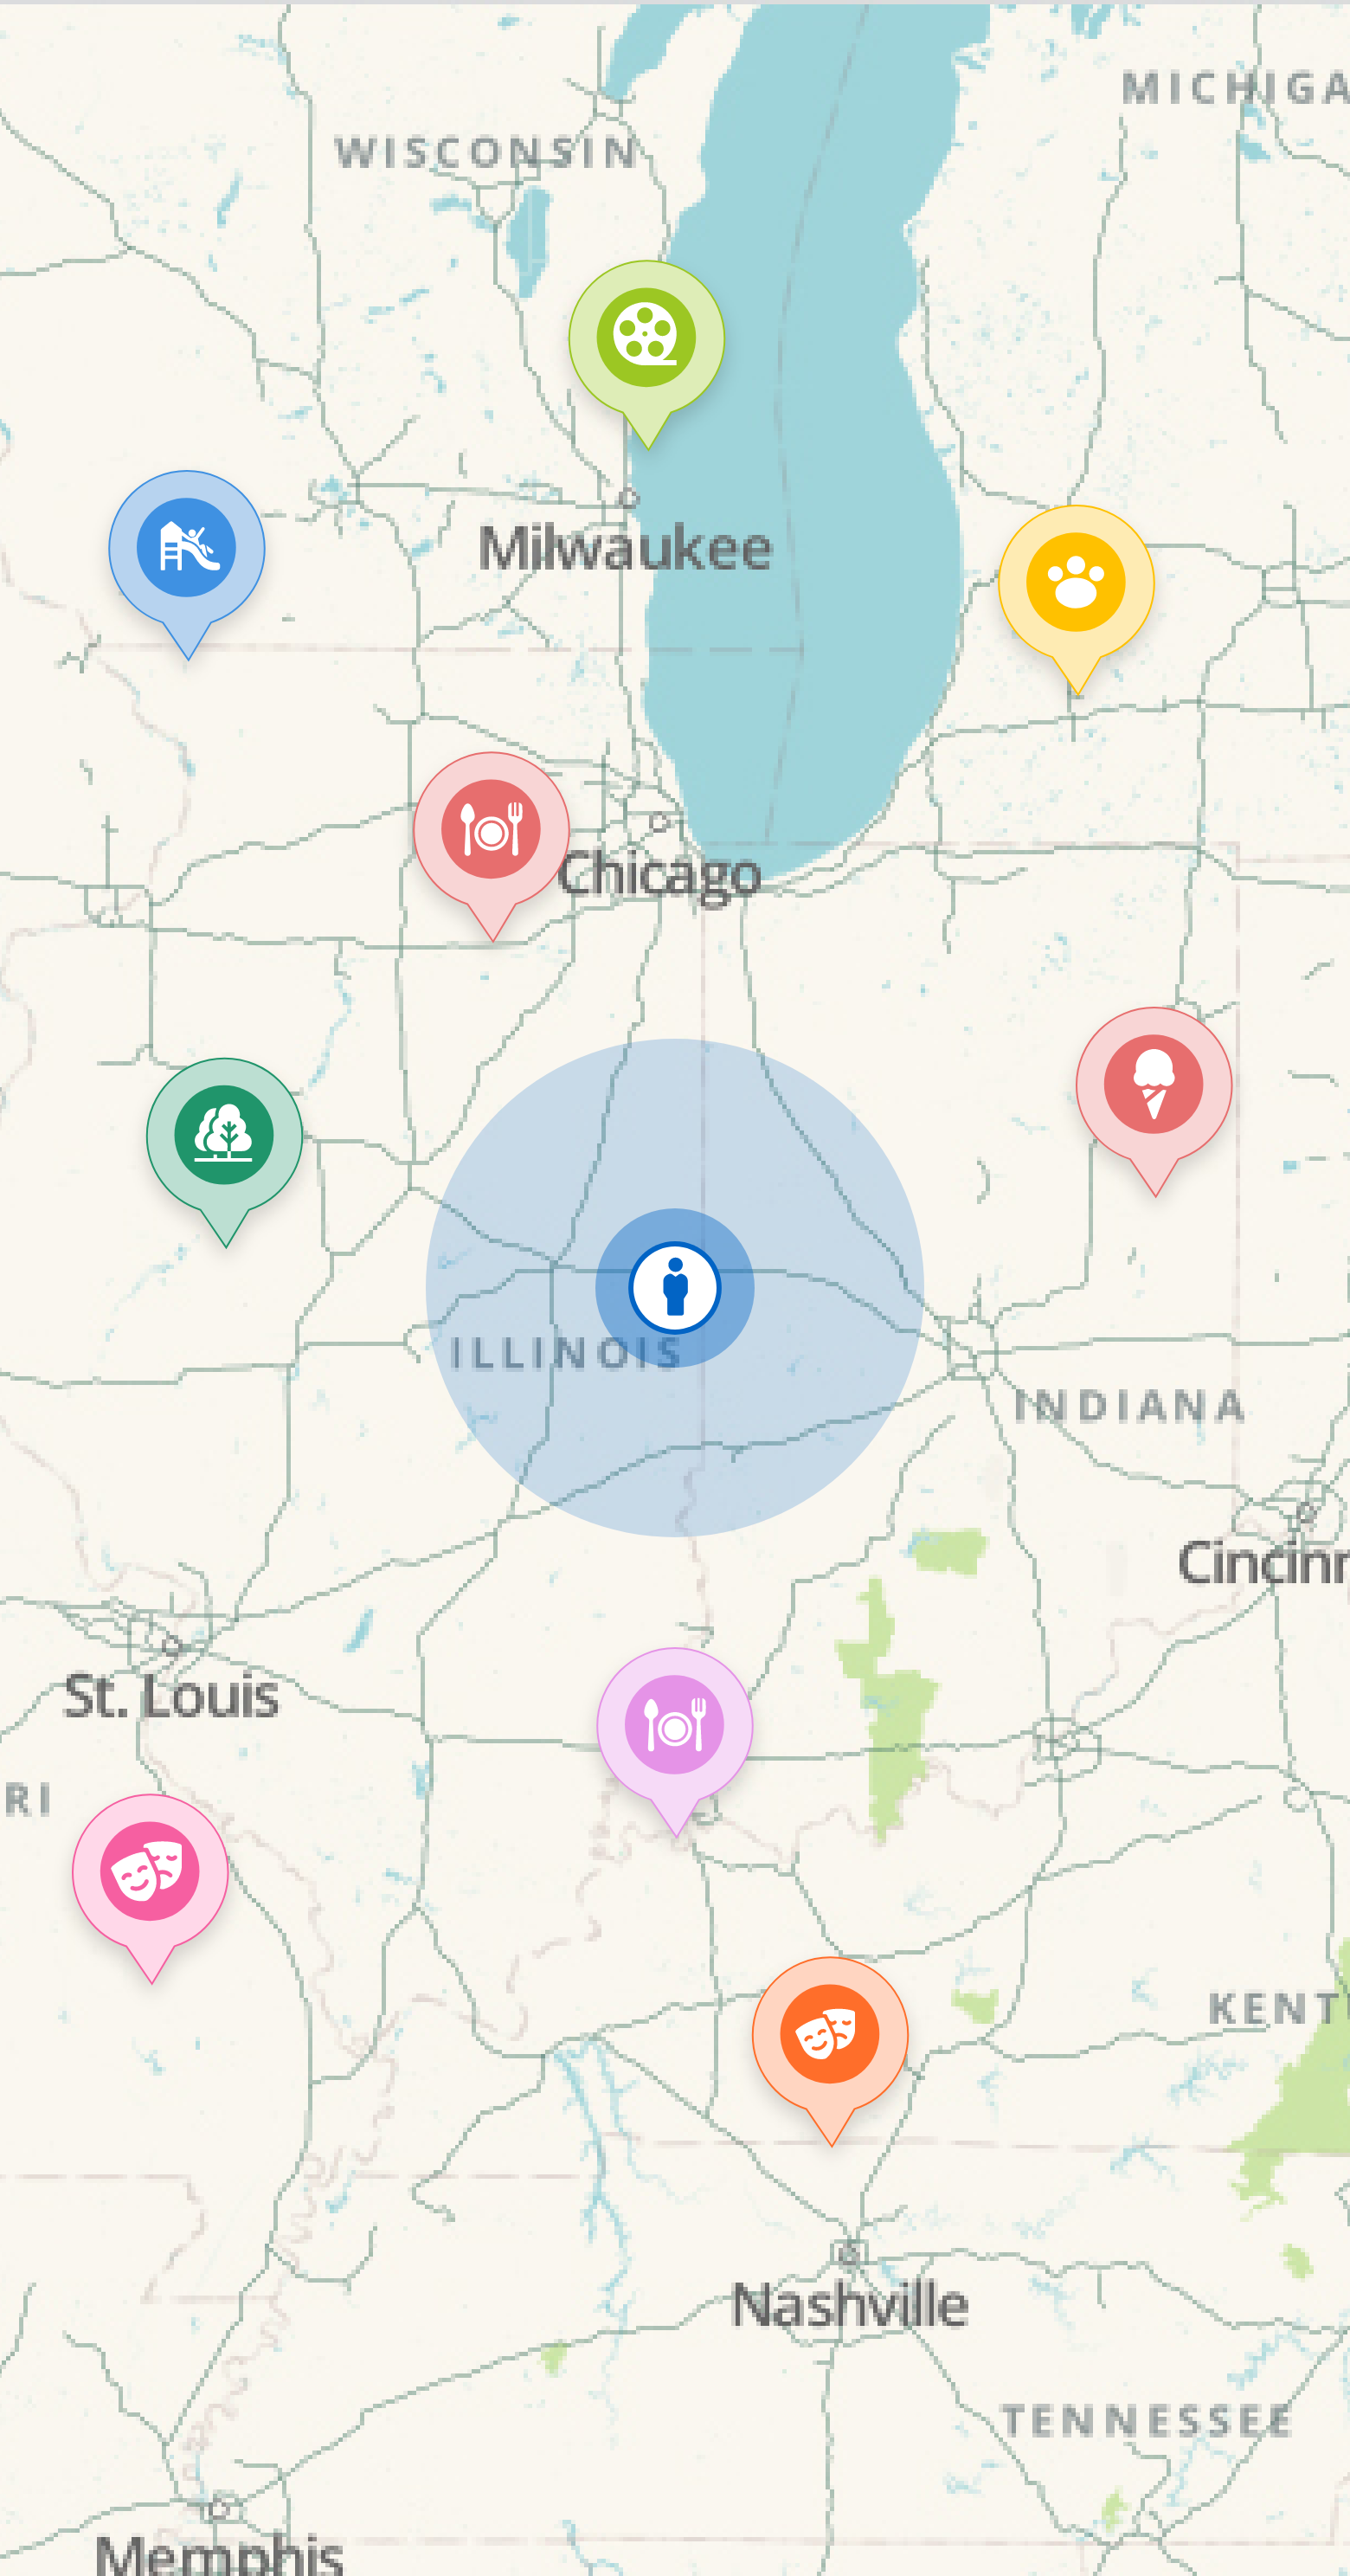 MICHIGA
WISCONSIN
Milwaukee
Chicago
ILLINOIS
INDIANA
Cincinn
St. Louis
RI
KENT
Nashville
TENNESSEE
Memphis